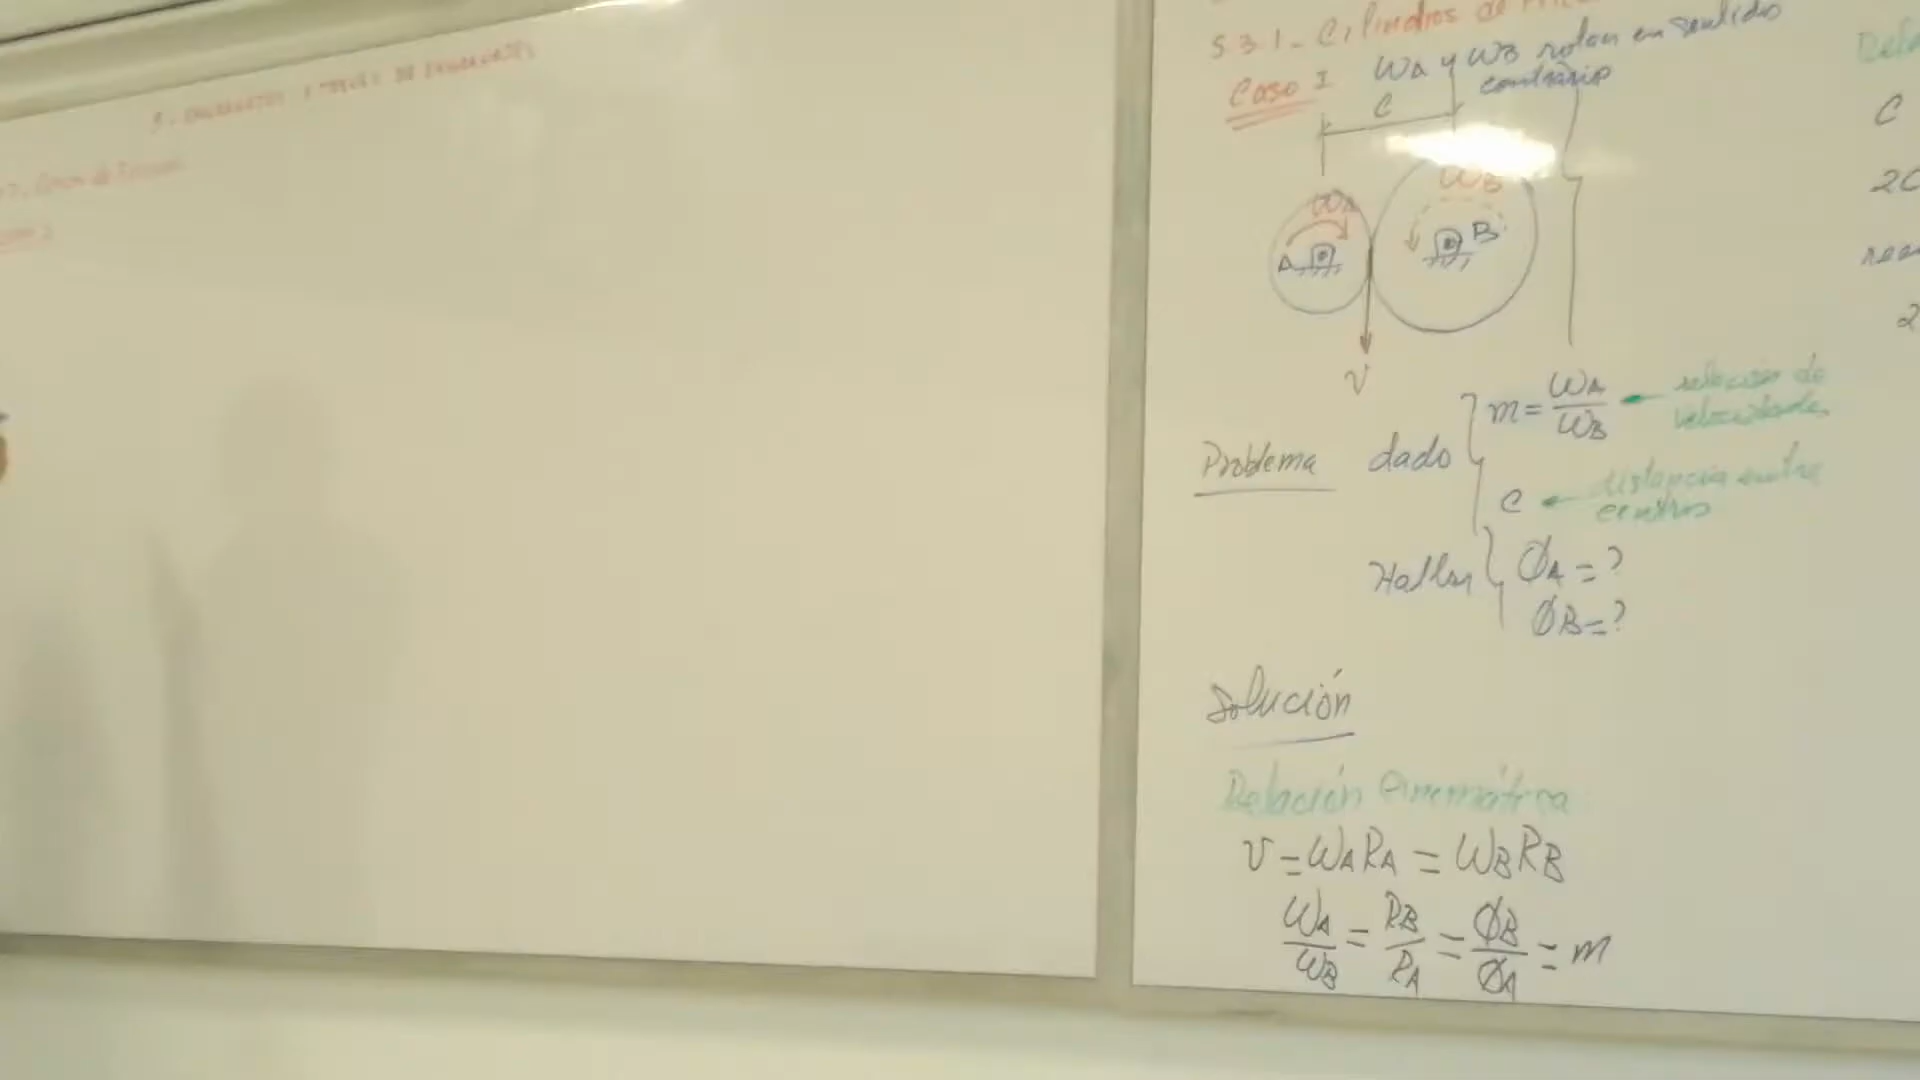 5.3.1- Cilindros de
Caso I WA y WB rotan en sentido
contrario
C
WA
WB
A
B
V
Problema dado m = WA/WB ← relación de
velocidades
C ← distancia entre
centros
Hallar ØA = ?
ØB = ?
Solución
Relación Cinemática
V = WA RA = WB RB
WA/WB = RB/RA = ØB/ØA = m
C
2C
2